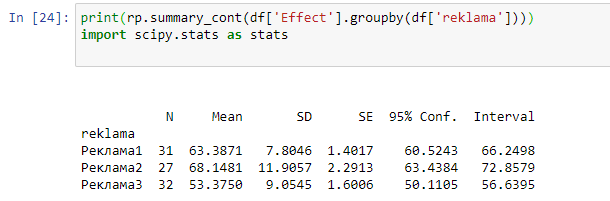 In [24]: print(rp.summary_cont(df['Effect'].groupby(df['reklama'])))
import scipy.stats as stats
N Mean SD SE 95% Conf. Interval
reklama
Реклама1 31 63.3871 7.8046 1.4017 60.5243 66.2498
Реклама2 27 68.1481 11.9057 2.2913 63.4384 72.8579
Реклама3 32 53.3750 9.0545 1.6006 50.1105 56.6395